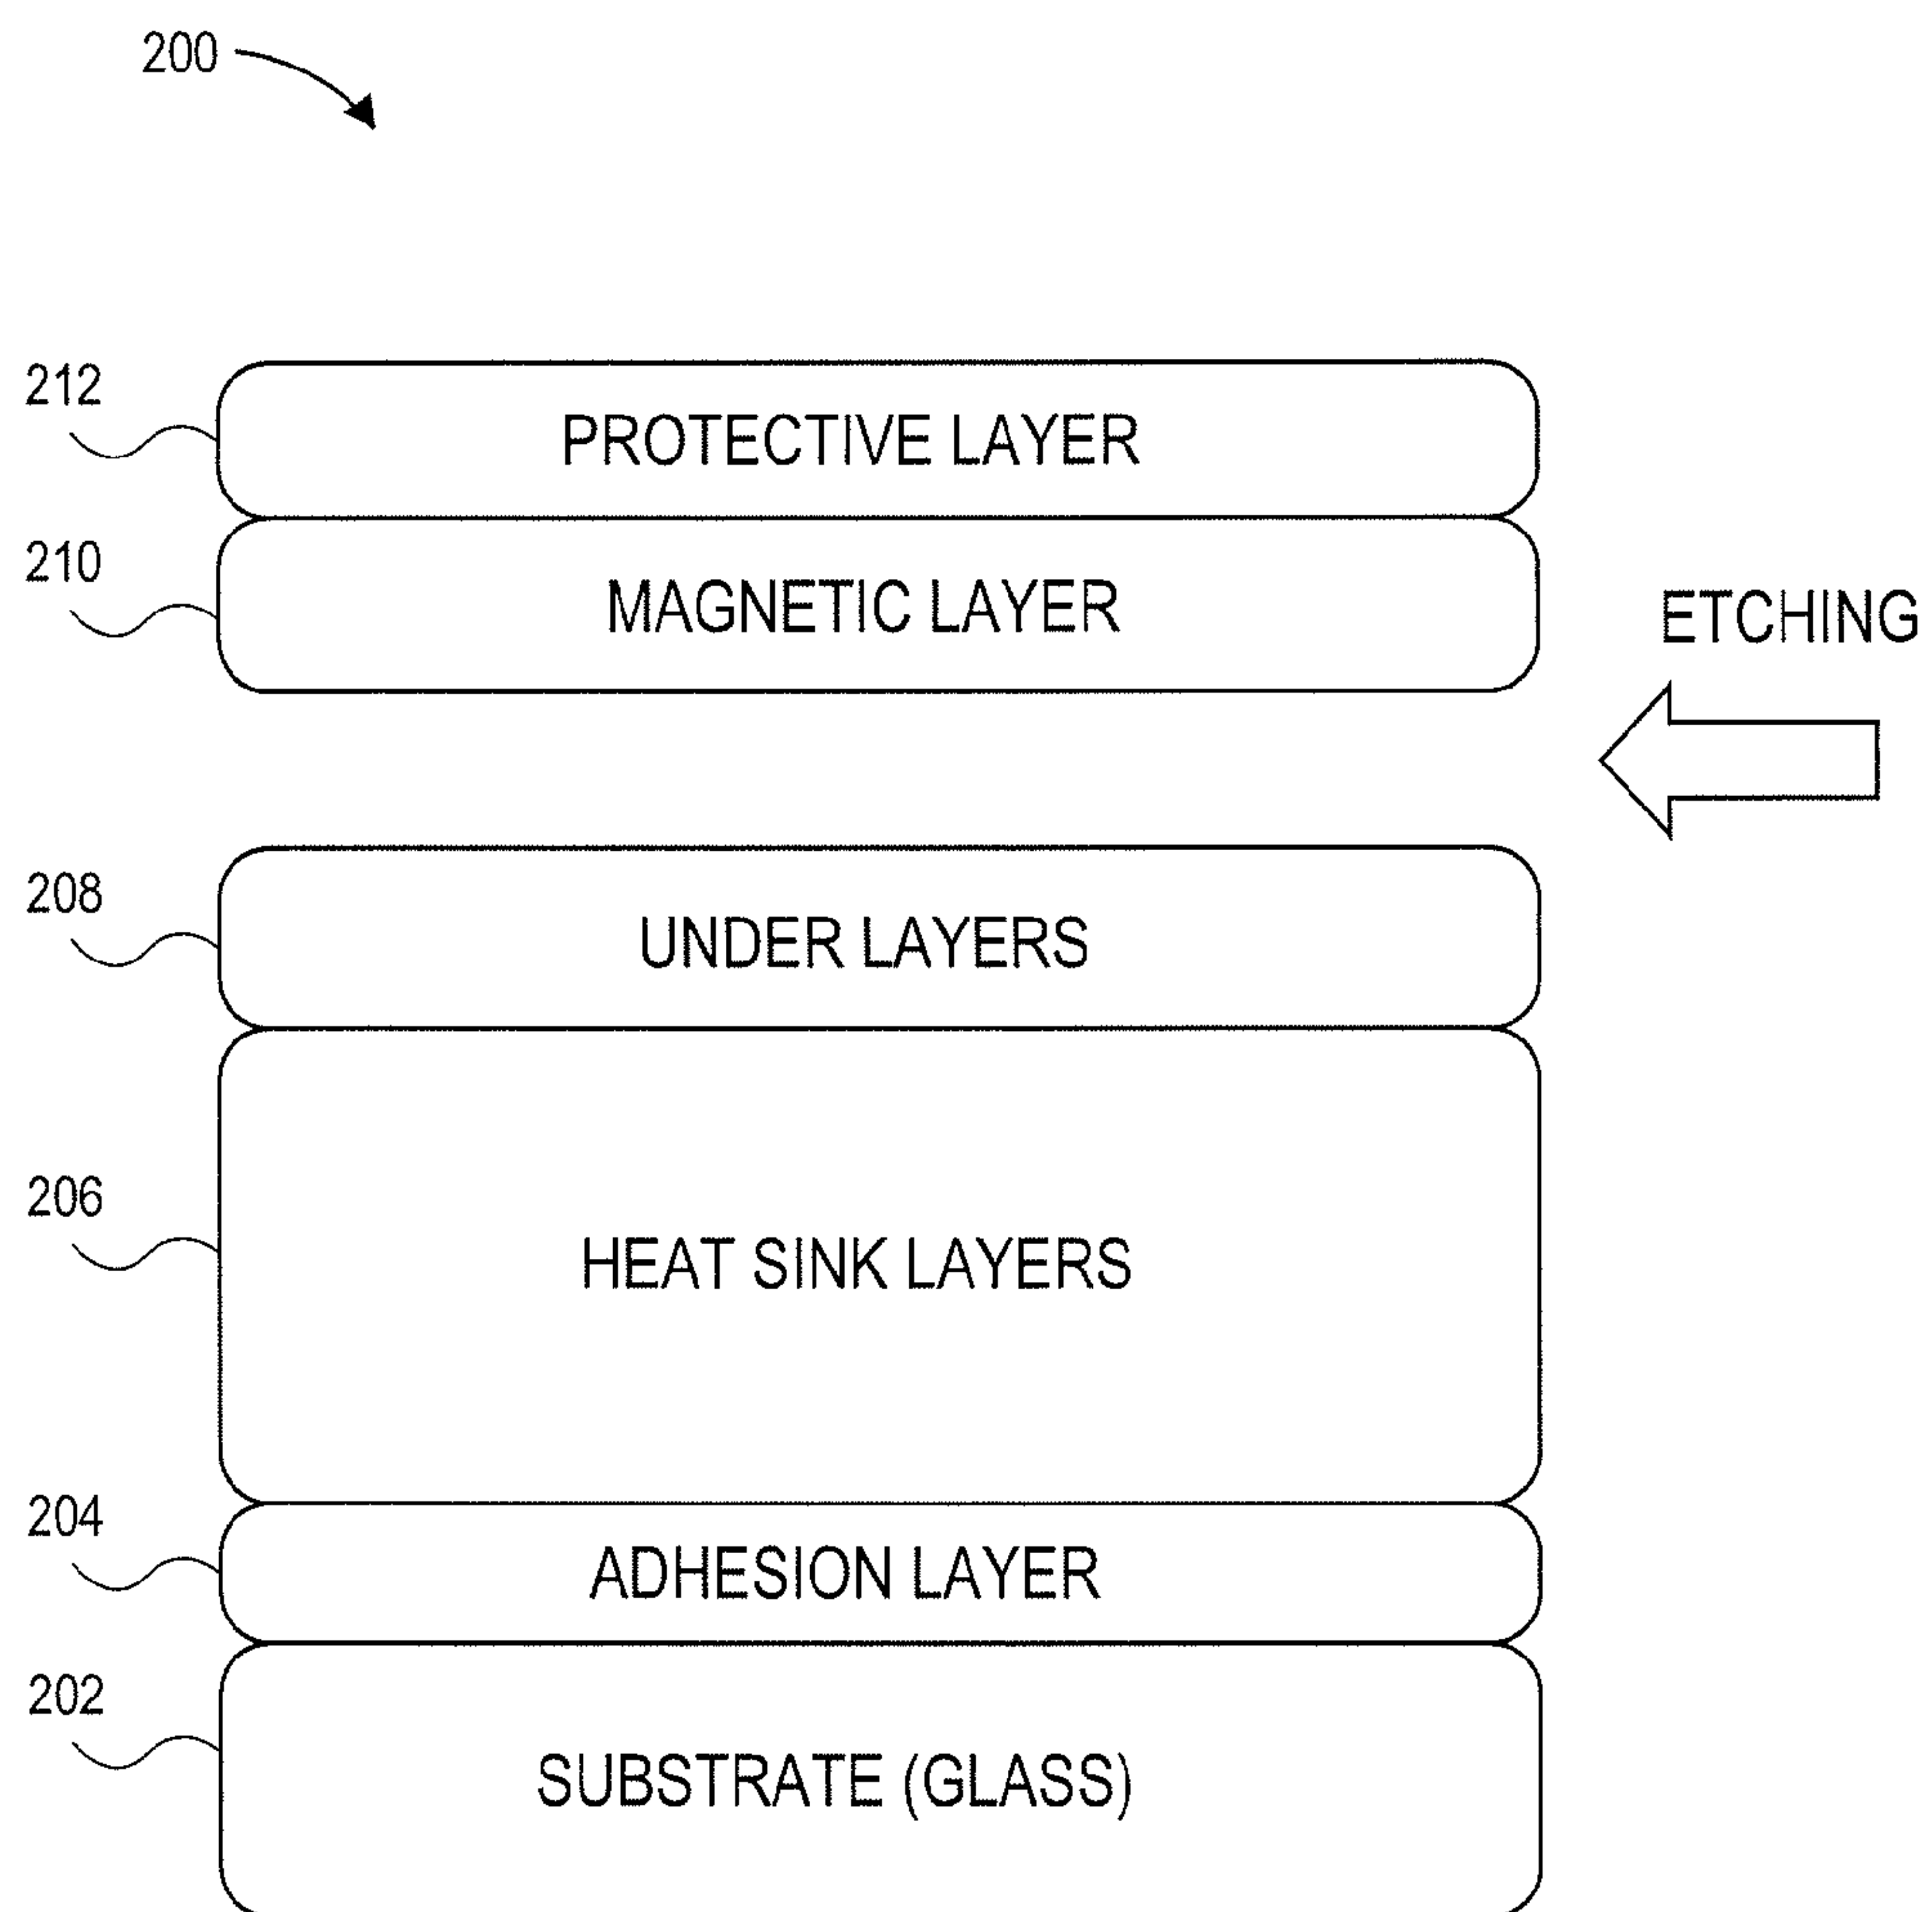 200
212
PROTECTIVE LAYER
210
MAGNETIC LAYER
ETCHING
208
UNDER LAYERS
206
HEAT SINK LAYERS
204
ADHESION LAYER
202
SUBSTRATE (GLASS)